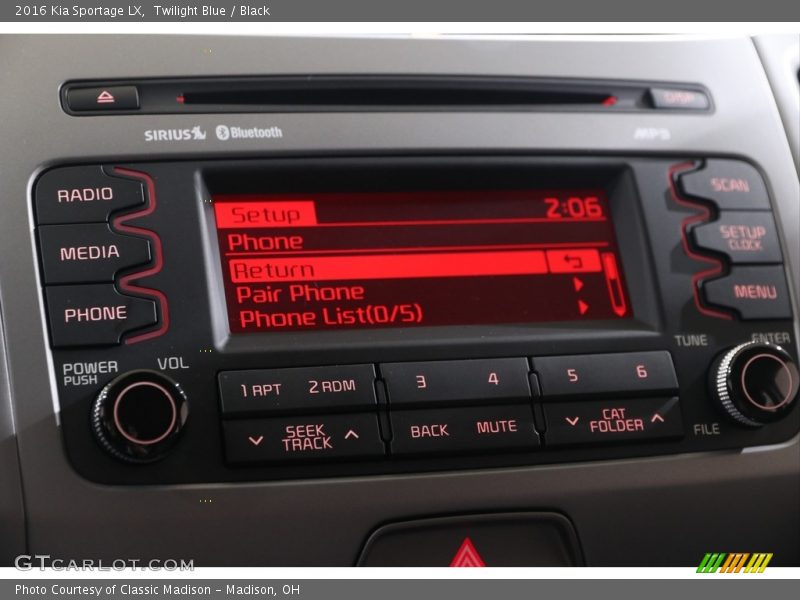 2016 Kia Sportage LX,  Twilight Blue / Black
DISP
SIRIUS Bluetooth MP3
RADIO
MEDIA
PHONE
Setup 2:06
Phone
Return
Pair Phone
Phone List(0/5)
SCAN
SETUP
CLOCK
MENU
POWER
PUSH
VOL
TUNE
ENTER
FILE
1 RPT 2 RDM 3 4 5 6
SEEK
TRACK
BACK MUTE
CAT
FOLDER
GTCARLOT.COM
Photo Courtesy of Classic Madison - Madison, OH